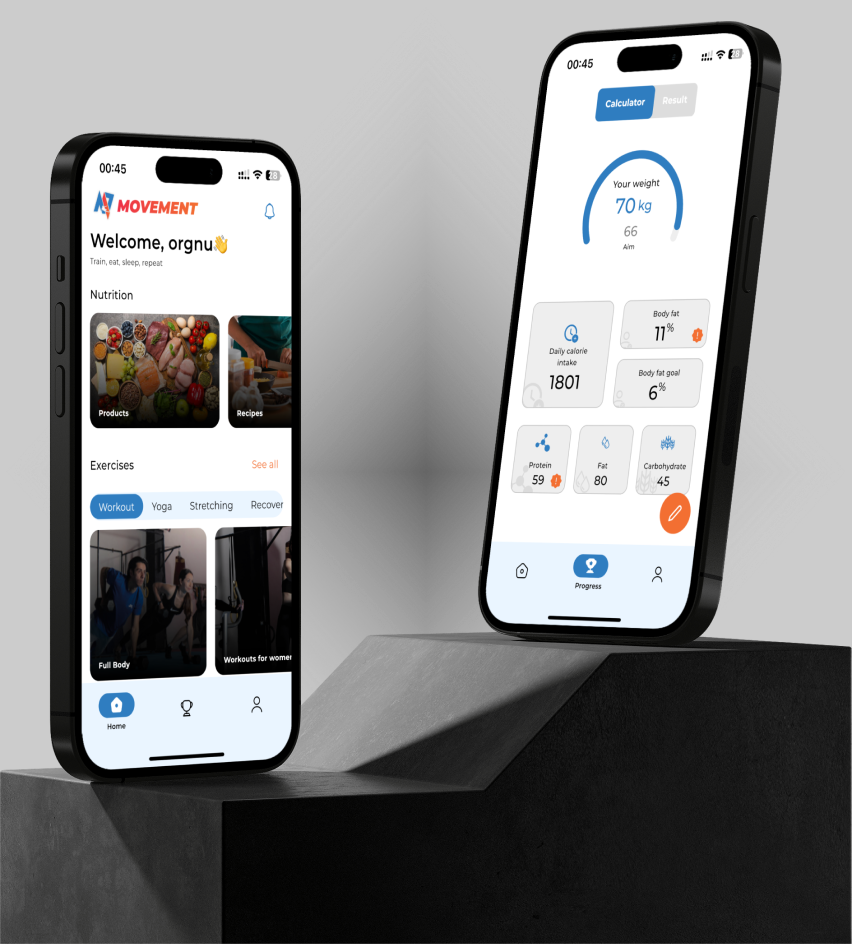 00:45
28
MOVEMENT
Welcome, orgnu👋
Train, eat, sleep, repeat
Nutrition
Products
Recipes
Exercises
See all
Workout
Yoga
Stretching
Recover
Full Body
Workouts for women
Home
00:45
28
Calculator
Result
Your weight
70 kg
66
Aim
Daily calorie
intake
1801
Body fat
11%
Body fat goal
6%
Protein
59
Fat
80
Carbohydrate
45
Progress